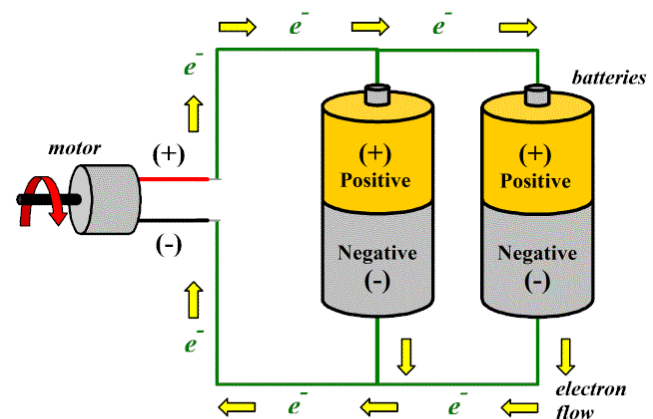 e⁻ e⁻
e⁻
batteries
motor
(+)
(+)
Positive
(+)
Positive
(-)
Negative
(-)
Negative
(-)
e⁻
e⁻ e⁻
electron
flow